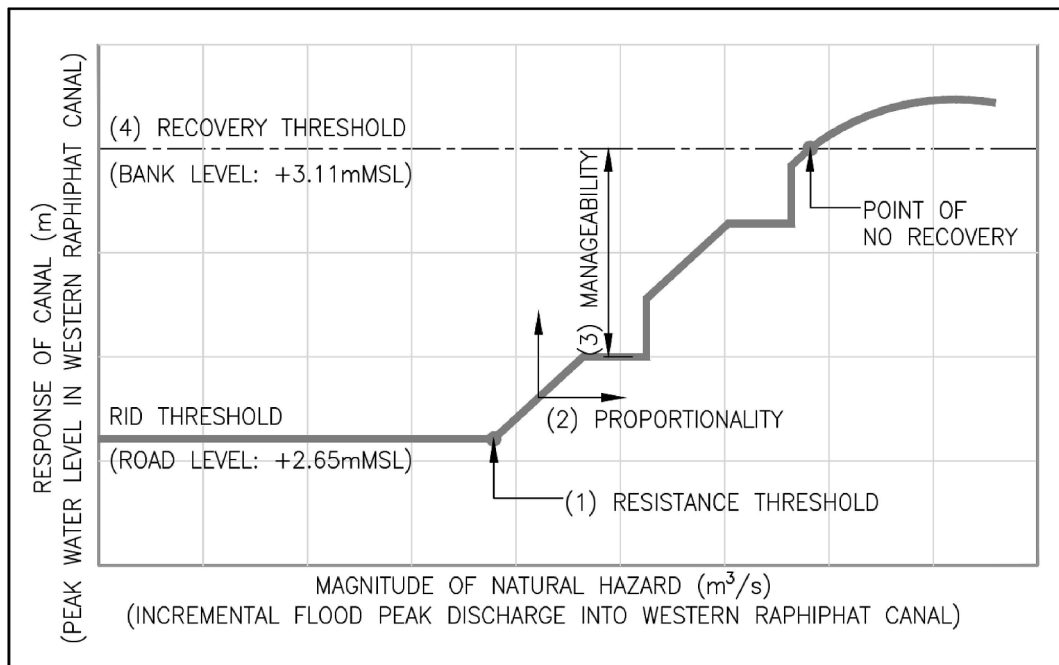 (4) RECOVERY THRESHOLD
(BANK LEVEL: +3.11mMSL)
POINT OF
NO RECOVERY
(3) MANAGEABILITY
RID THRESHOLD
(ROAD LEVEL: +2.65mMSL)
(2) PROPORTIONALITY
(1) RESISTANCE THRESHOLD
RESPONSE OF CANAL (m)
(PEAK WATER LEVEL IN WESTERN RAPHIPHAT CANAL)
MAGNITUDE OF NATURAL HAZARD (m³/s)
(INCREMENTAL FLOOD PEAK DISCHARGE INTO WESTERN RAPHIPHAT CANAL)